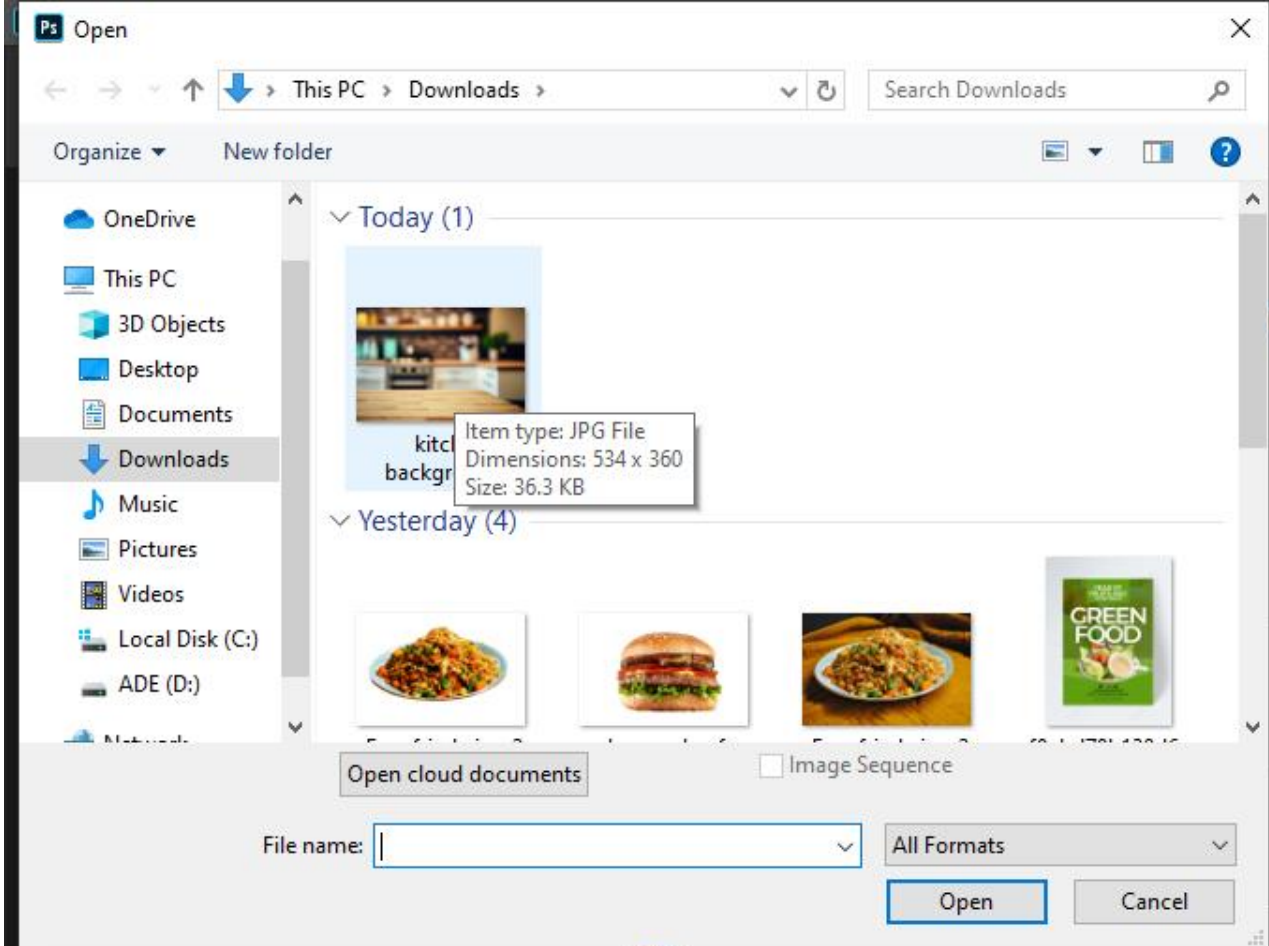 Ps Open
This PC > Downloads >
Search Downloads
Organize
New folder
OneDrive
This PC
3D Objects
Desktop
Documents
Downloads
Music
Pictures
Videos
Local Disk (C:)
ADE (D:)
Today (1)
Item type: JPG File
Dimensions: 534 x 360
Size: 36.3 KB
Yesterday (4)
GREEN
FOOD
Open cloud documents
Image Sequence
File name:
All Formats
Open
Cancel